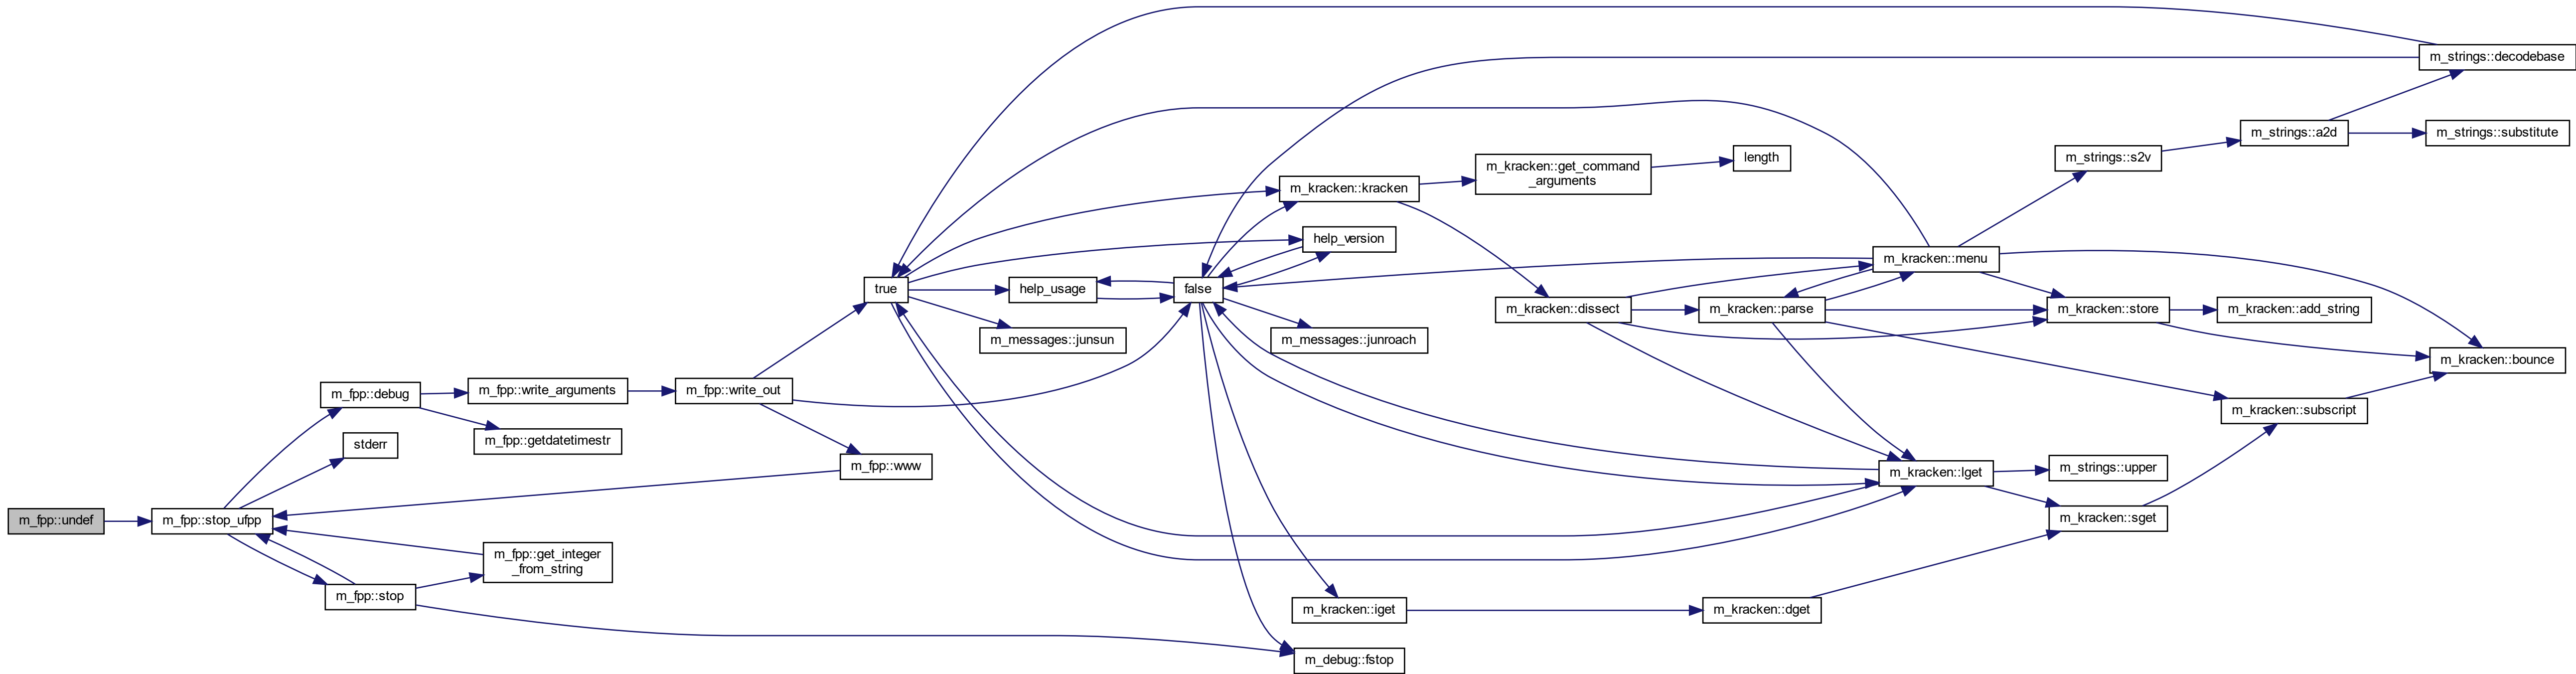 m_fpp::undef
m_fpp::stop_ufpp
m_fpp::debug
stderr
m_fpp::stop
m_fpp::write_arguments
m_fpp::getdatetimestr
m_fpp::get_integer
_from_string
m_fpp::write_out
m_fpp::www
true
help_usage
m_messages::junsun
false
m_kracken::kracken
help_version
m_messages::junroach
m_kracken::iget
m_debug::fstop
m_kracken::get_command
_arguments
m_kracken::dissect
length
m_kracken::parse
m_kracken::dget
m_kracken::menu
m_kracken::lget
m_strings::s2v
m_kracken::store
m_strings::upper
m_kracken::sget
m_strings::a2d
m_kracken::add_string
m_kracken::subscript
m_strings::decodebase
m_strings::substitute
m_kracken::bounce